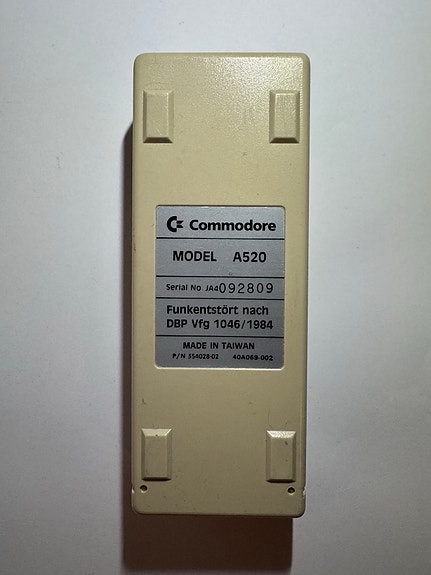 Commodore
MODEL A520
Serial No JA4092809
Funkentstört nach
DBP Vfg 1046/1984
MADE IN TAIWAN
P/N 354028-02 40A069-002